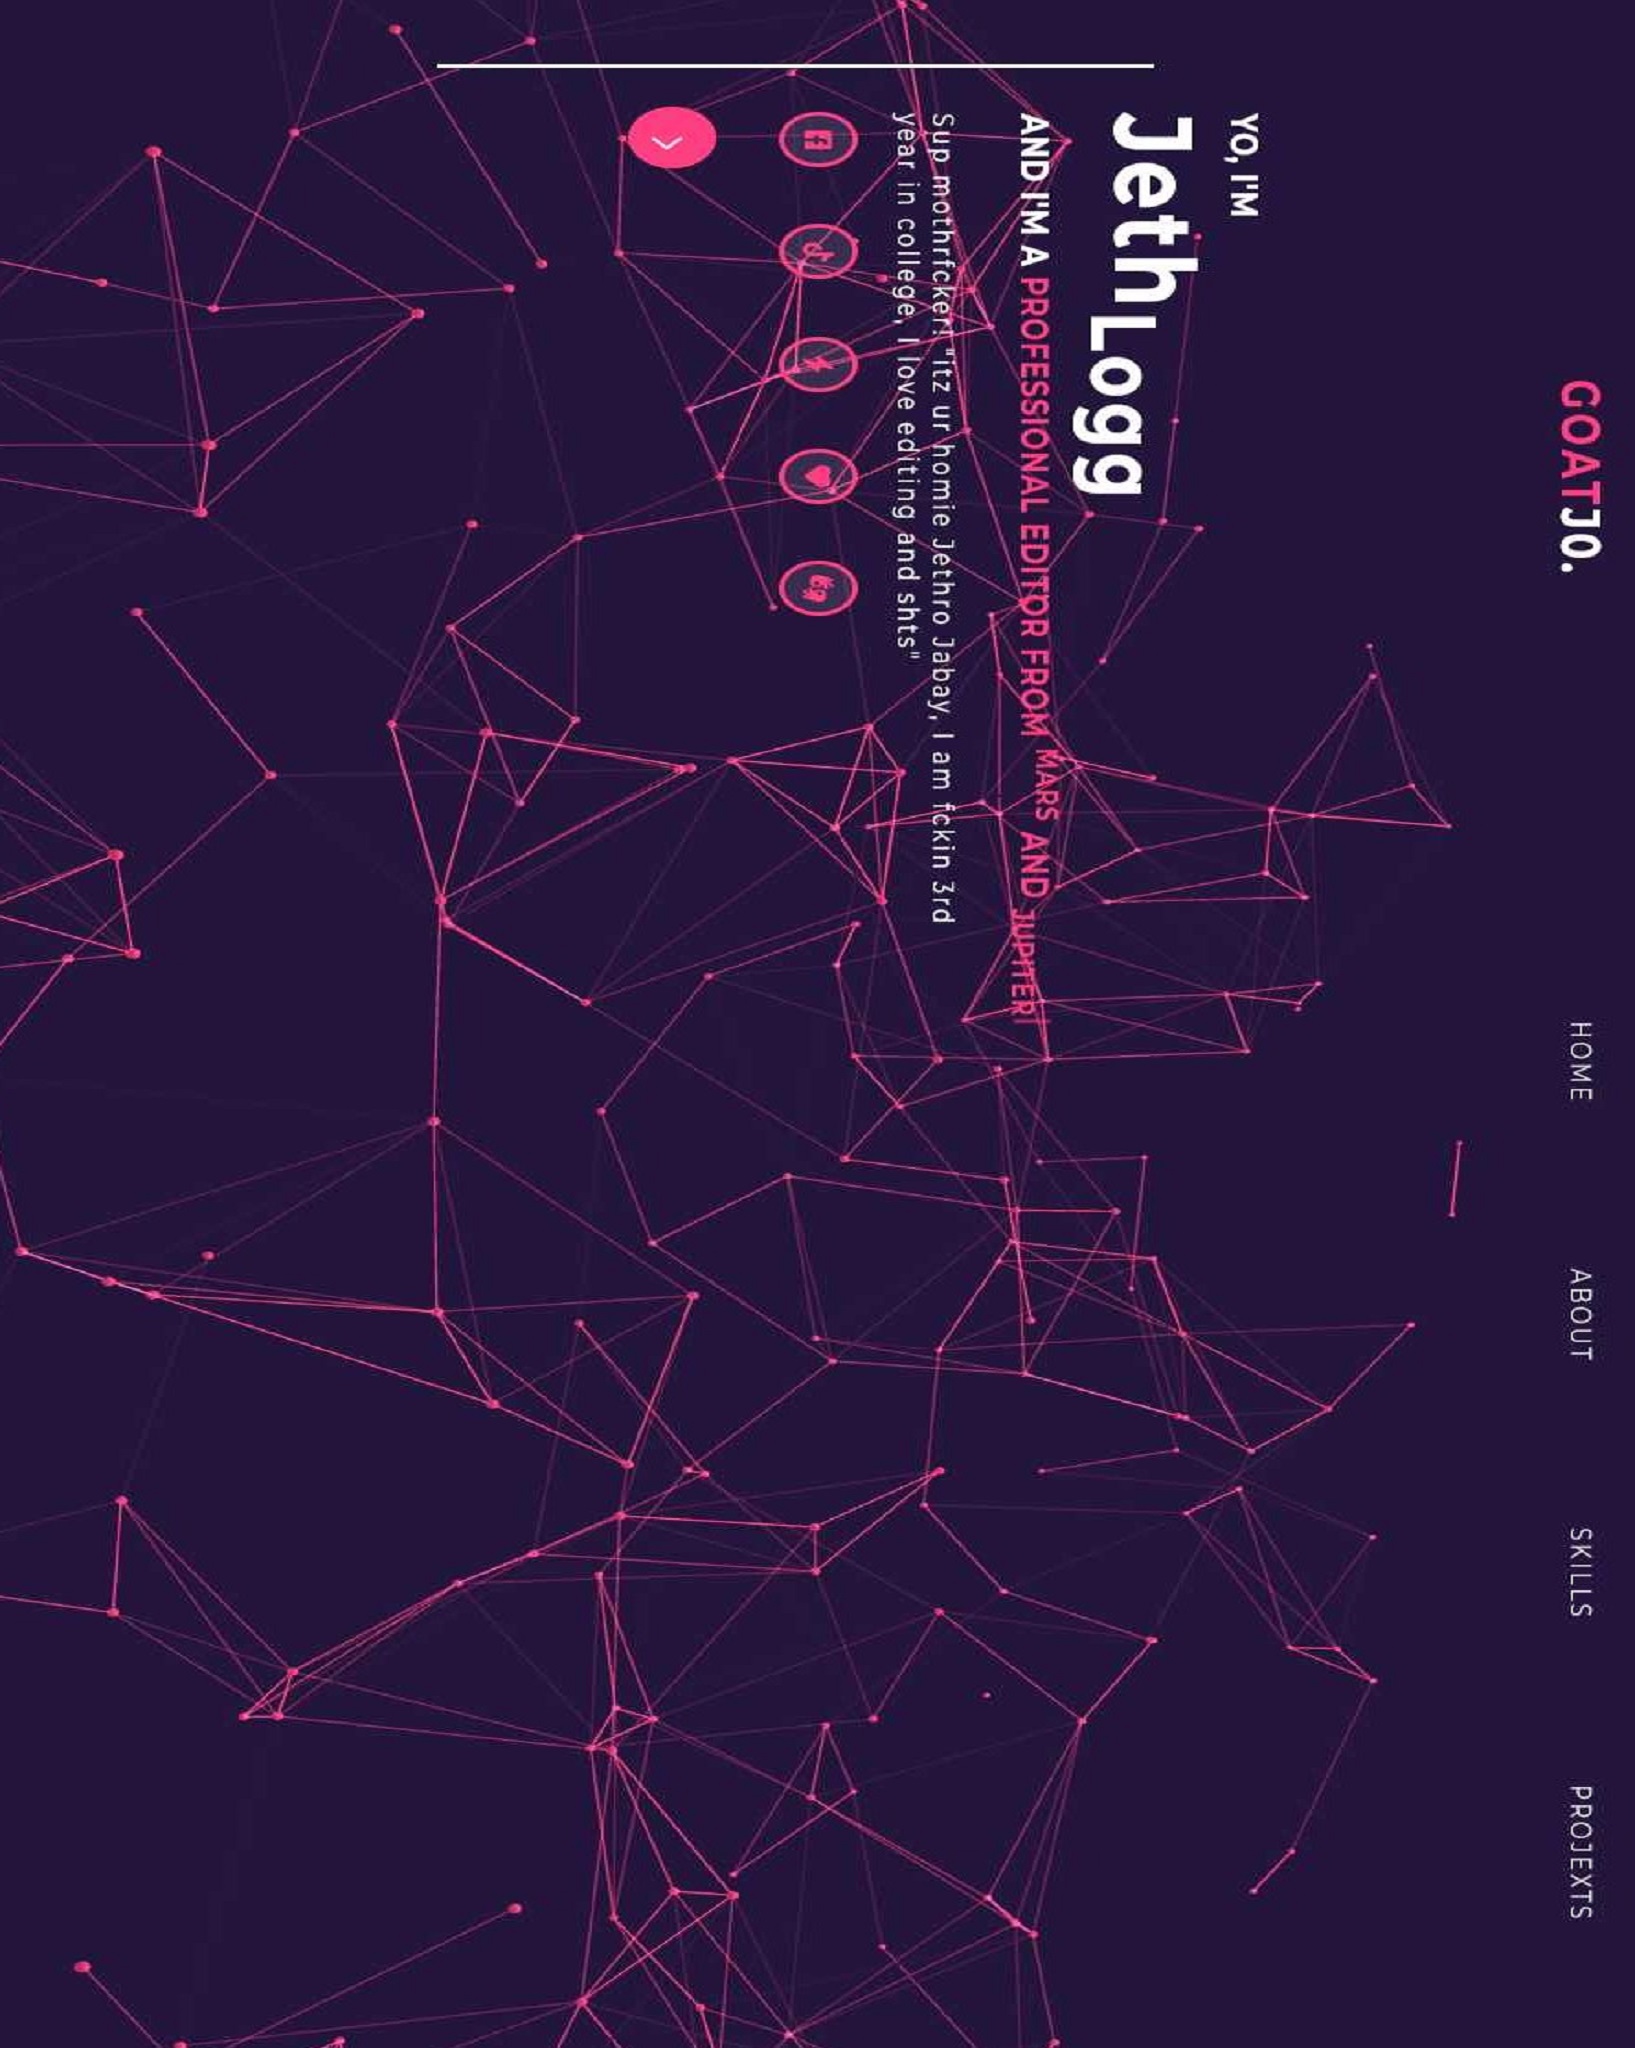 GOATJO.
HOME
ABOUT
SKILLS
PROJEXTS
YO, I'M
JethLogg
AND I'M A PROFESSIONAL EDITOR FROM MARS AND JUPITER|
Sup mothrfcker! "itz ur homie Jethro Jabay, I am fckin 3rd
year in college, I love editing and shts"